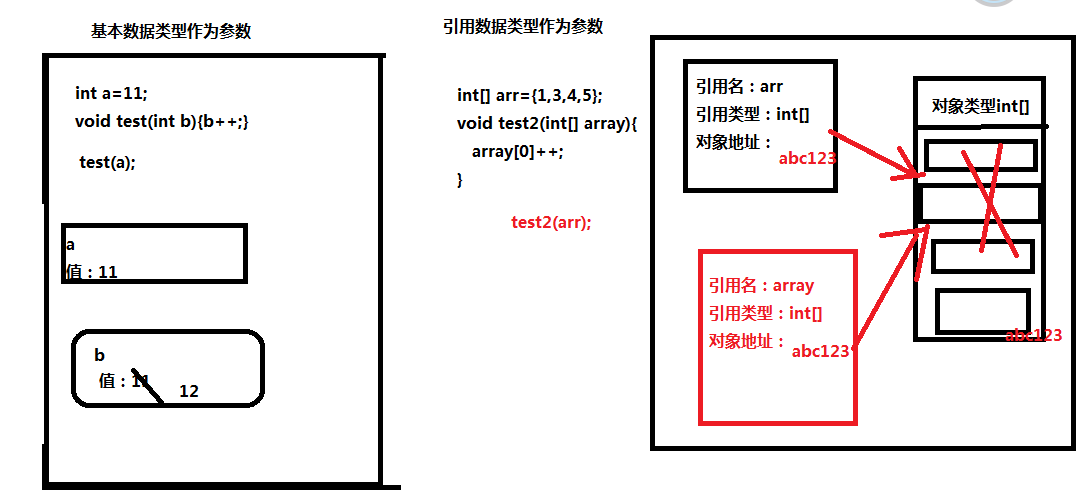 基本数据类型作为参数
int a=11;
void test(int b){b++;}
test(a);
a
值：11
b
值：11
12
引用数据类型作为参数
int[] arr={1,3,4,5};
void test2(int[] array){
array[0]++;
}
test2(arr);
引用名：arr
引用类型：int[]
对象地址：
abc123
引用名：array
引用类型：int[]
对象地址：
abc123
对象类型int[]
abc123